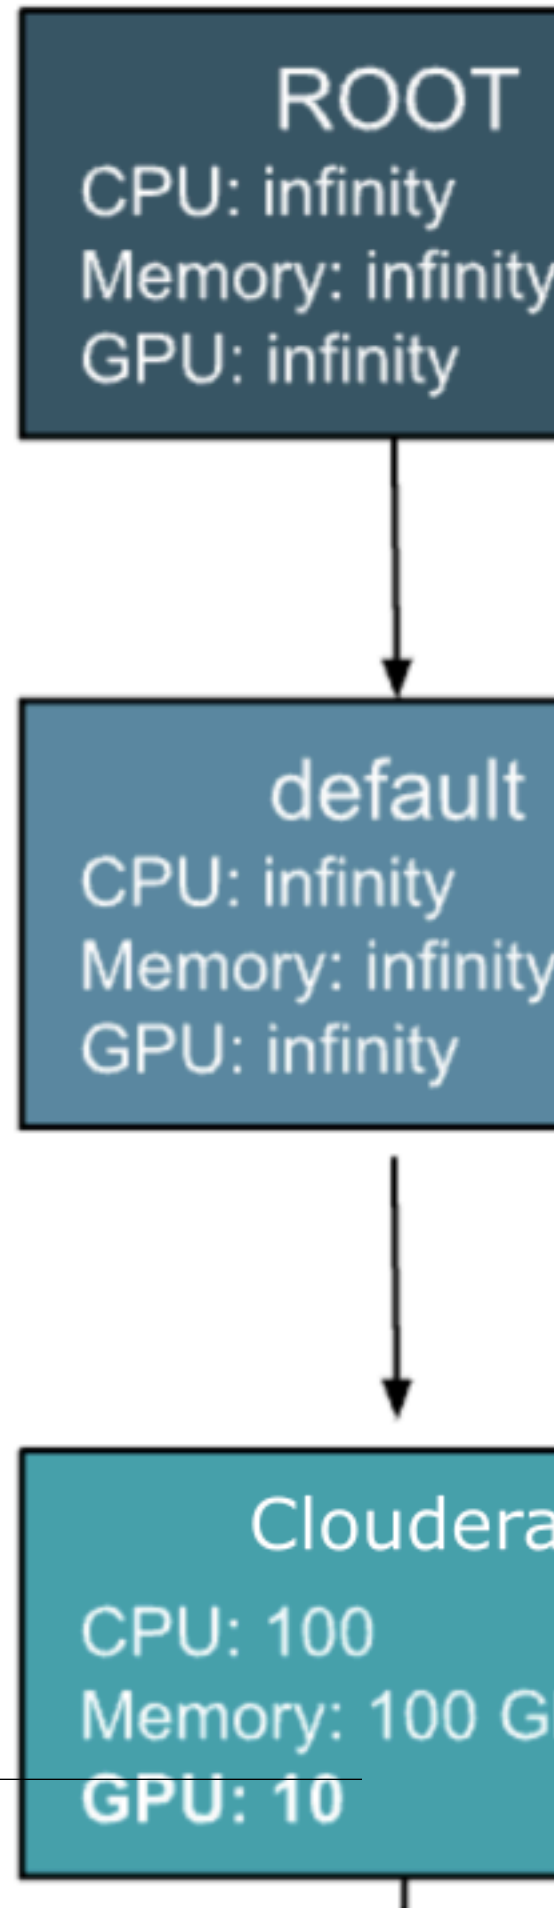 ROOT
CPU: infinity
Memory: infinity
GPU: infinity
default
CPU: infinity
Memory: infinity
GPU: infinity
Cloudera
CPU: 100
Memory: 100 G
GPU: 10